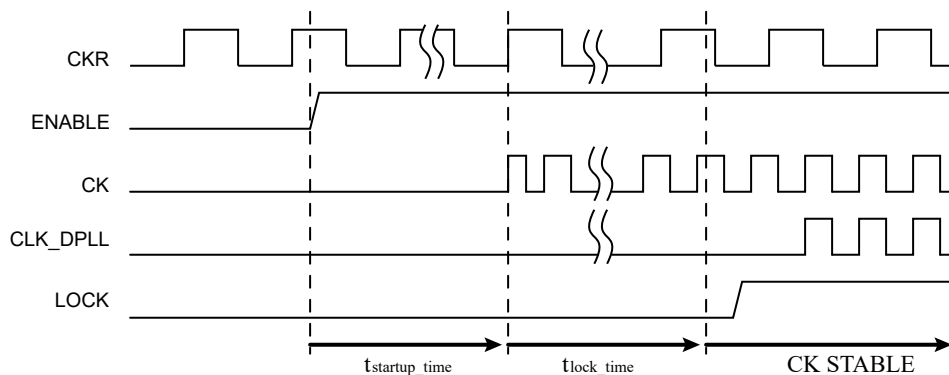 CKR
ENABLE
CK
CLK_DPLL
LOCK
tstartup_time tlock_time CK STABLE